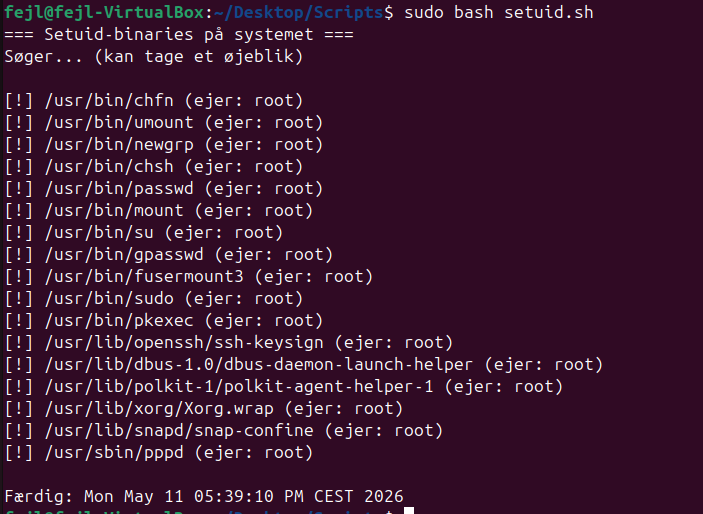 fejl@fejl-VirtualBox:~/Desktop/Scripts$ sudo bash setuid.sh
=== Setuid-binaries på systemet ===
Søger... (kan tage et øjeblik)
[!] /usr/bin/chfn (ejer: root)
[!] /usr/bin/umount (ejer: root)
[!] /usr/bin/newgrp (ejer: root)
[!] /usr/bin/chsh (ejer: root)
[!] /usr/bin/passwd (ejer: root)
[!] /usr/bin/mount (ejer: root)
[!] /usr/bin/su (ejer: root)
[!] /usr/bin/gpasswd (ejer: root)
[!] /usr/bin/fusermount3 (ejer: root)
[!] /usr/bin/sudo (ejer: root)
[!] /usr/bin/pkexec (ejer: root)
[!] /usr/lib/openssh/ssh-keysign (ejer: root)
[!] /usr/lib/dbus-1.0/dbus-daemon-launch-helper (ejer: root)
[!] /usr/lib/polkit-1/polkit-agent-helper-1 (ejer: root)
[!] /usr/lib/xorg/Xorg.wrap (ejer: root)
[!] /usr/lib/snapd/snap-confine (ejer: root)
[!] /usr/sbin/pppd (ejer: root)
Færdig: Mon May 11 05:39:10 PM CEST 2026